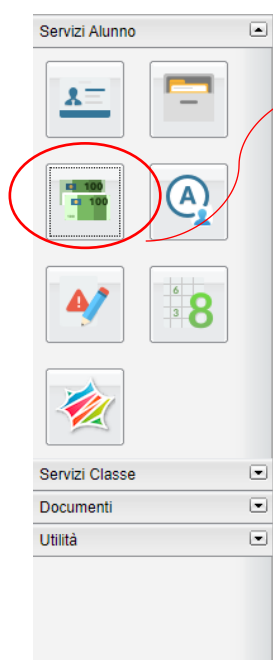 Servizi Alunno
100
100
A
6
3 8
Servizi Classe
Documenti
Utilità